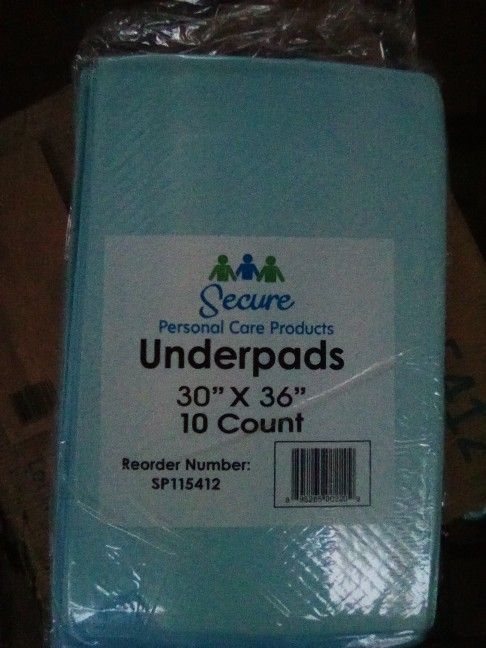 Secure
Personal Care Products
Underpads
30” X 36”
10 Count
Reorder Number:
SP115412